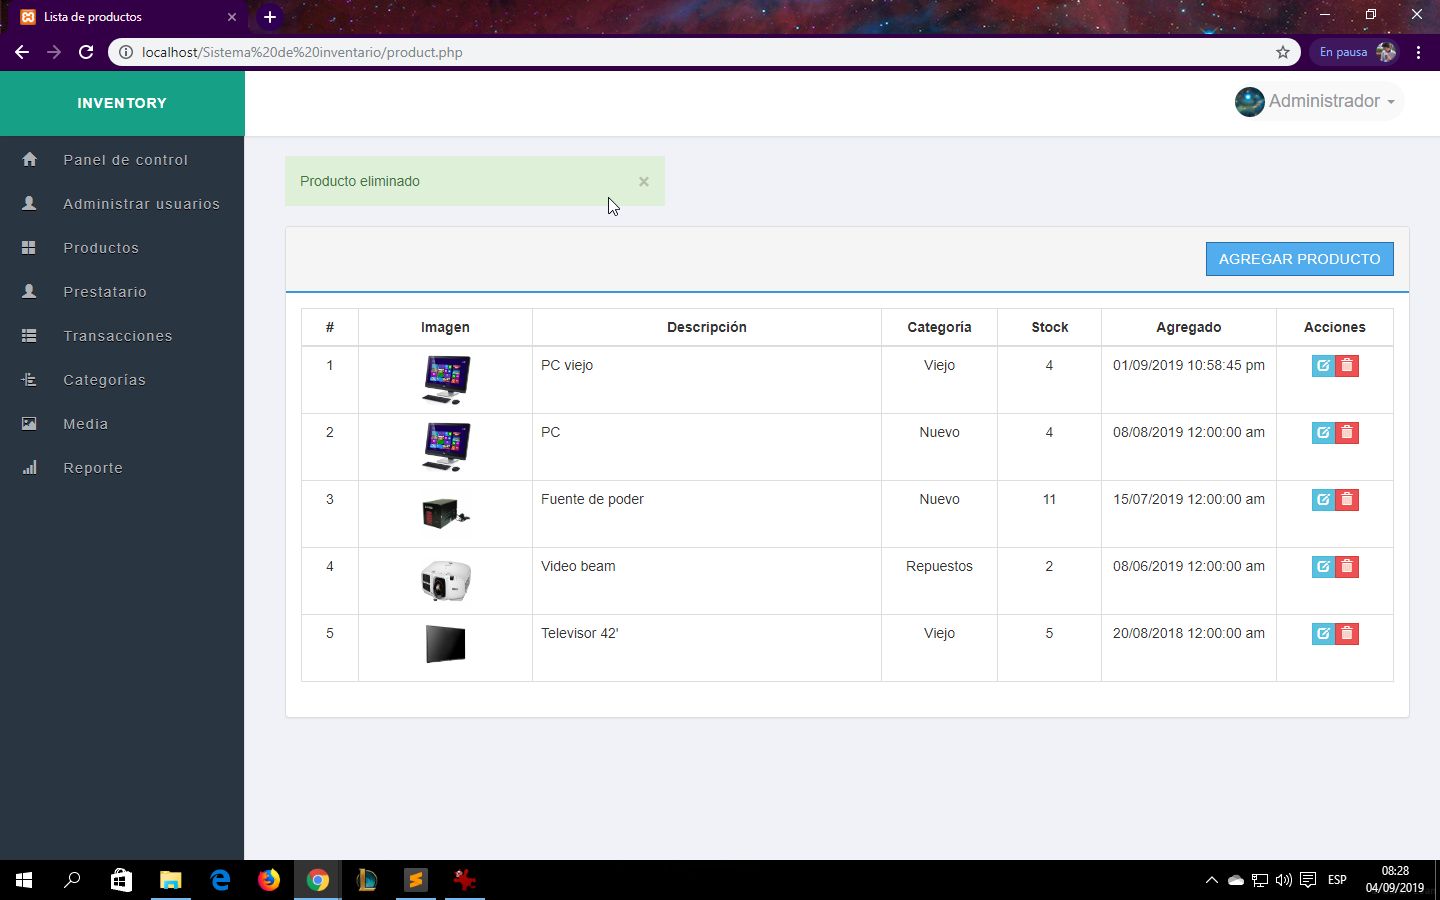 Lista de productos
localhost/Sistema%20de%20inventario/product.php
En pausa
INVENTORY
Administrador
Panel de control
Administrar usuarios
Productos
Prestatario
Transacciones
Categorías
Media
Reporte
Producto eliminado ×
AGREGAR PRODUCTO
# Imagen Descripción Categoría Stock Agregado Acciones
1 PC viejo Viejo 4 01/09/2019 10:58:45 pm
2 PC Nuevo 4 08/08/2019 12:00:00 am
3 Fuente de poder Nuevo 11 15/07/2019 12:00:00 am
4 Video beam Repuestos 2 08/06/2019 12:00:00 am
5 Televisor 42' Viejo 5 20/08/2018 12:00:00 am
ESP
08:28
04/09/2019